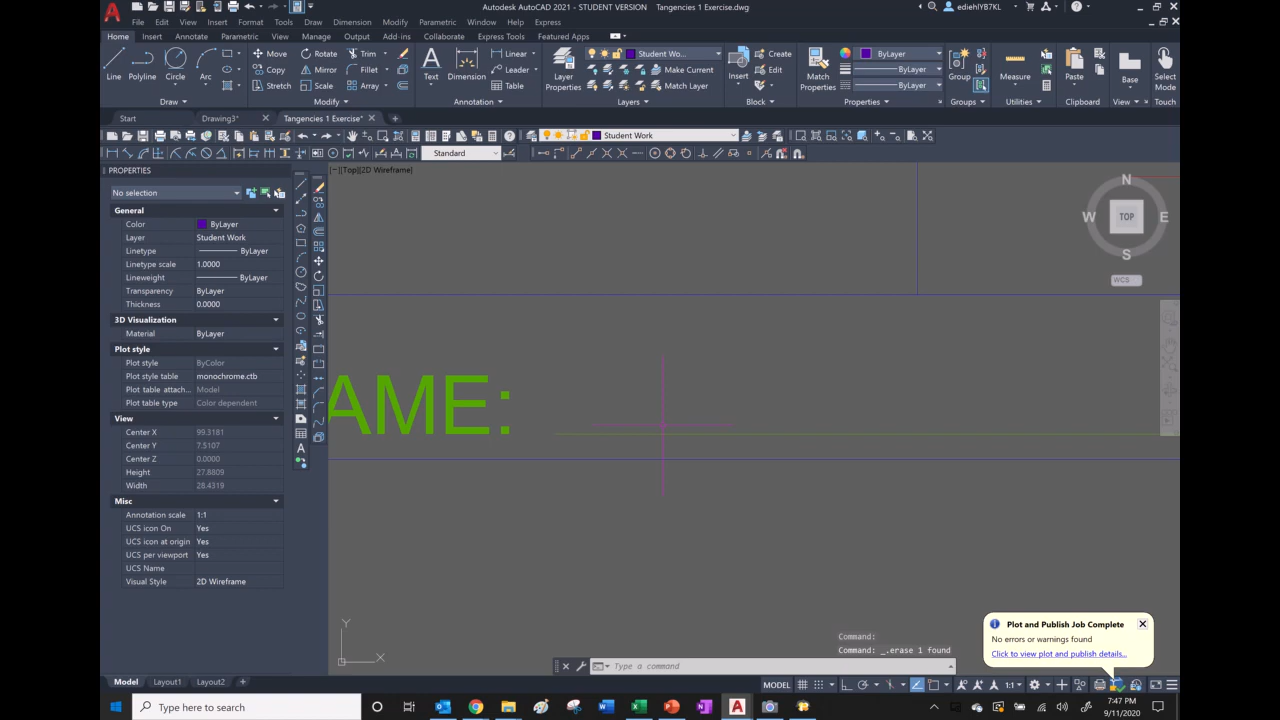 Autodesk AutoCAD 2021 - STUDENT VERSION Tangencies 1 Exercise.dwg
ediehlYB7KL
File Edit View Insert Format Tools Draw Dimension Modify Parametric Window Help Express
Home Insert Annotate Parametric View Manage Output Add-ins Collaborate Express Tools Featured Apps
Line Polyline Circle Arc
Move Rotate Trim
Copy Mirror Fillet
Stretch Scale Array
Text Dimension
Linear
Leader
Table
Layer Properties
Student Wo...
Make Current
Match Layer
Insert
Create
Edit
Match Properties
ByLayer
ByLayer
ByLayer
Group
Measure
Paste
Base
Select Mode
Draw Modify Annotation Layers Block Properties Groups Utilities Clipboard View Touch
Start Drawing3* Tangencies 1 Exercise*
Student Work
Standard
PROPERTIES
[−][Top][2D Wireframe]
No selection
General
Color ByLayer
Layer Student Work
Linetype ByLayer
Linetype scale 1.0000
Lineweight ByLayer
Transparency ByLayer
Thickness 0.0000
3D Visualization
Material ByLayer
Plot style
Plot style ByColor
Plot style table monochrome.ctb
Plot table attach... Model
Plot table type Color dependent
View
Center X 99.3181
Center Y 7.5107
Center Z 0.0000
Height 27.8809
Width 28.4319
Misc
Annotation scale 1:1
UCS icon On Yes
UCS icon at origin Yes
UCS per viewport Yes
UCS Name
Visual Style 2D Wireframe
N
W TOP E
S
WCS
AME:
Y
X
Plot and Publish Job Complete
No errors or warnings found
Click to view plot and publish details...
Command:
Command: _.erase 1 found
Type a command
Model Layout1 Layout2
MODEL
1:1
Type here to search
7:47 PM
9/11/2020